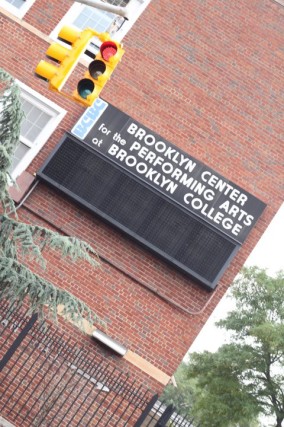 BROOKLYN CENTER
for the PERFORMING ARTS
at BROOKLYN COLLEGE